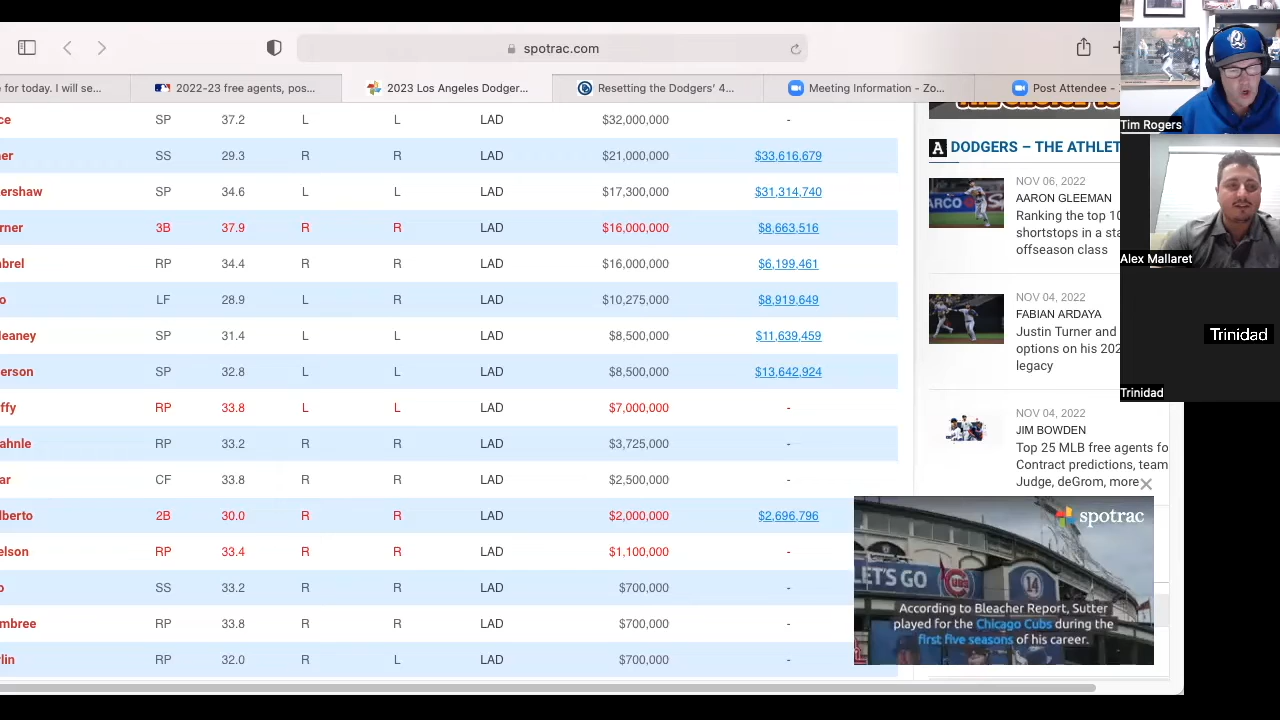 spotrac.com
e for today. I will se...
2022-23 free agents, pos...
2023 Los Angeles Dodger...
Resetting the Dodgers' 4...
Meeting Information - Zo...
Post Attendee -
ce SP 37.2 L L LAD $32,000,000 -
ner SS 29.3 R R LAD $21,000,000 $33,616,679
ershaw SP 34.6 L L LAD $17,300,000 $31,314,740
rner 3B 37.9 R R LAD $16,000,000 $8,663,516
brel RP 34.4 R R LAD $16,000,000 $6,199,461
o LF 28.9 L R LAD $10,275,000 $8,919,649
eaney SP 31.4 L L LAD $8,500,000 $11,639,459
erson SP 32.8 L L LAD $8,500,000 $13,642,924
ffy RP 33.8 L L LAD $7,000,000 -
ahnle RP 33.2 R R LAD $3,725,000 -
ar CF 33.8 R R LAD $2,500,000 -
lberto 2B 30.0 R R LAD $2,000,000 $2,696,796
elson RP 33.4 R R LAD $1,100,000 -
o SS 33.2 R R LAD $700,000 -
mbree RP 33.8 R R LAD $700,000 -
lin RP 32.0 R L LAD $700,000 -
A DODGERS – THE ATHLET
NOV 06, 2022
AARON GLEEMAN
Ranking the top 10
shortstops in a sta
offseason class
NOV 04, 2022
FABIAN ARDAYA
Justin Turner and
options on his 202
legacy
NOV 04, 2022
JIM BOWDEN
Top 25 MLB free agents fo
Contract predictions, team
Judge, deGrom, more
spotrac
LET'S GO
CUBS
14
According to Bleacher Report, Sutter
played for the Chicago Cubs during the
first five seasons of his career.
Tim Rogers
Alex Mallaret
Trinidad
Trinidad